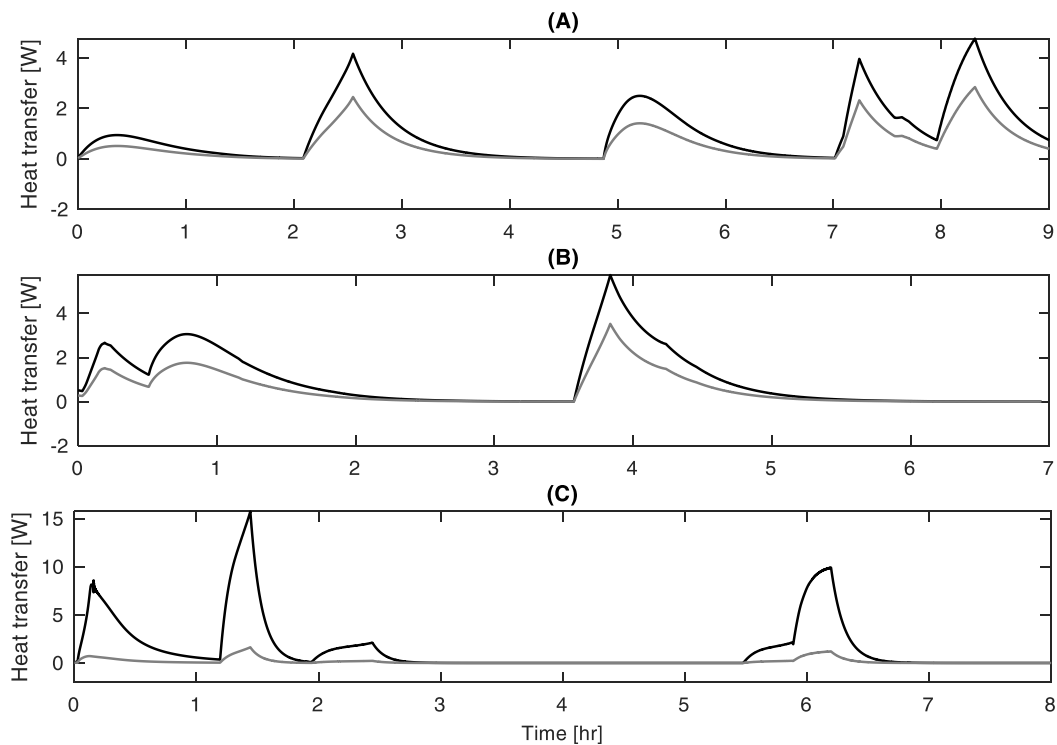 (A)
Heat transfer [W]
4
2
0
-2
0 1 2 3 4 5 6 7 8 9
(B)
Heat transfer [W]
4
2
0
-2
0 1 2 3 4 5 6 7
(C)
Heat transfer [W]
15
10
5
0
0 1 2 3 4 5 6 7 8
Time [hr]